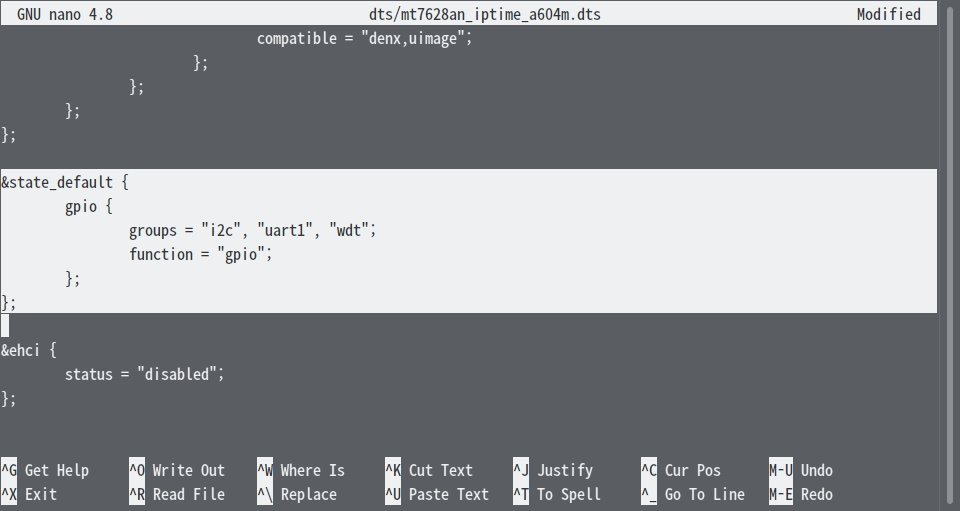 GNU nano 4.8 dts/mt7628an_iptime_a604m.dts Modified
compatible = "denx,uimage";
};
};
};
};
&state_default {
gpio {
groups = "i2c", "uart1", "wdt";
function = "gpio";
};
};
&ehci {
status = "disabled";
};
^G Get Help ^O Write Out ^W Where Is ^K Cut Text ^J Justify ^C Cur Pos M-U Undo
^X Exit ^R Read File ^\ Replace ^U Paste Text ^T To Spell ^_ Go To Line M-E Redo